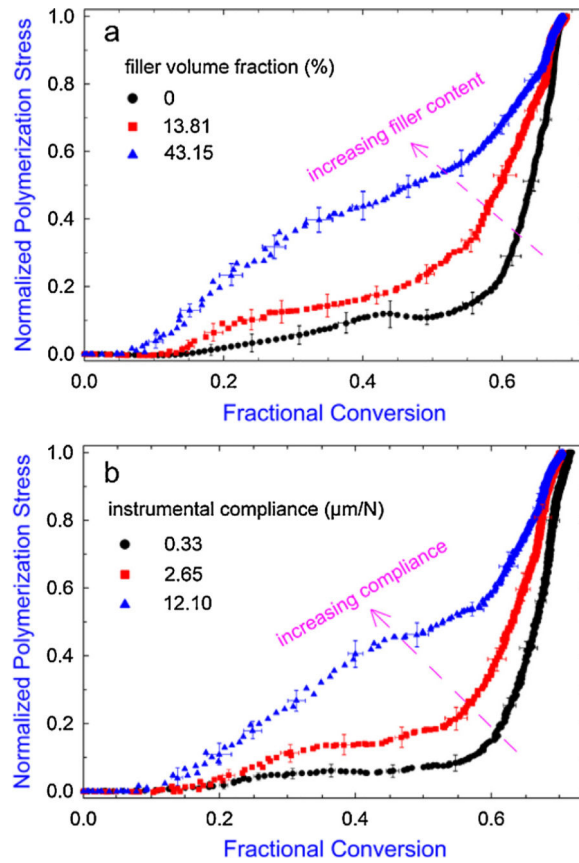 a
filler volume fraction (%)
0
13.81
43.15
increasing filler content
Normalized Polymerization Stress
1.0
0.8
0.6
0.4
0.2
0.0
0.0 0.2 0.4 0.6
Fractional Conversion
b
instrumental compliance (μm/N)
0.33
2.65
12.10
increasing compliance
Normalized Polymerization Stress
1.0
0.8
0.6
0.4
0.2
0.0
0.0 0.2 0.4 0.6
Fractional Conversion